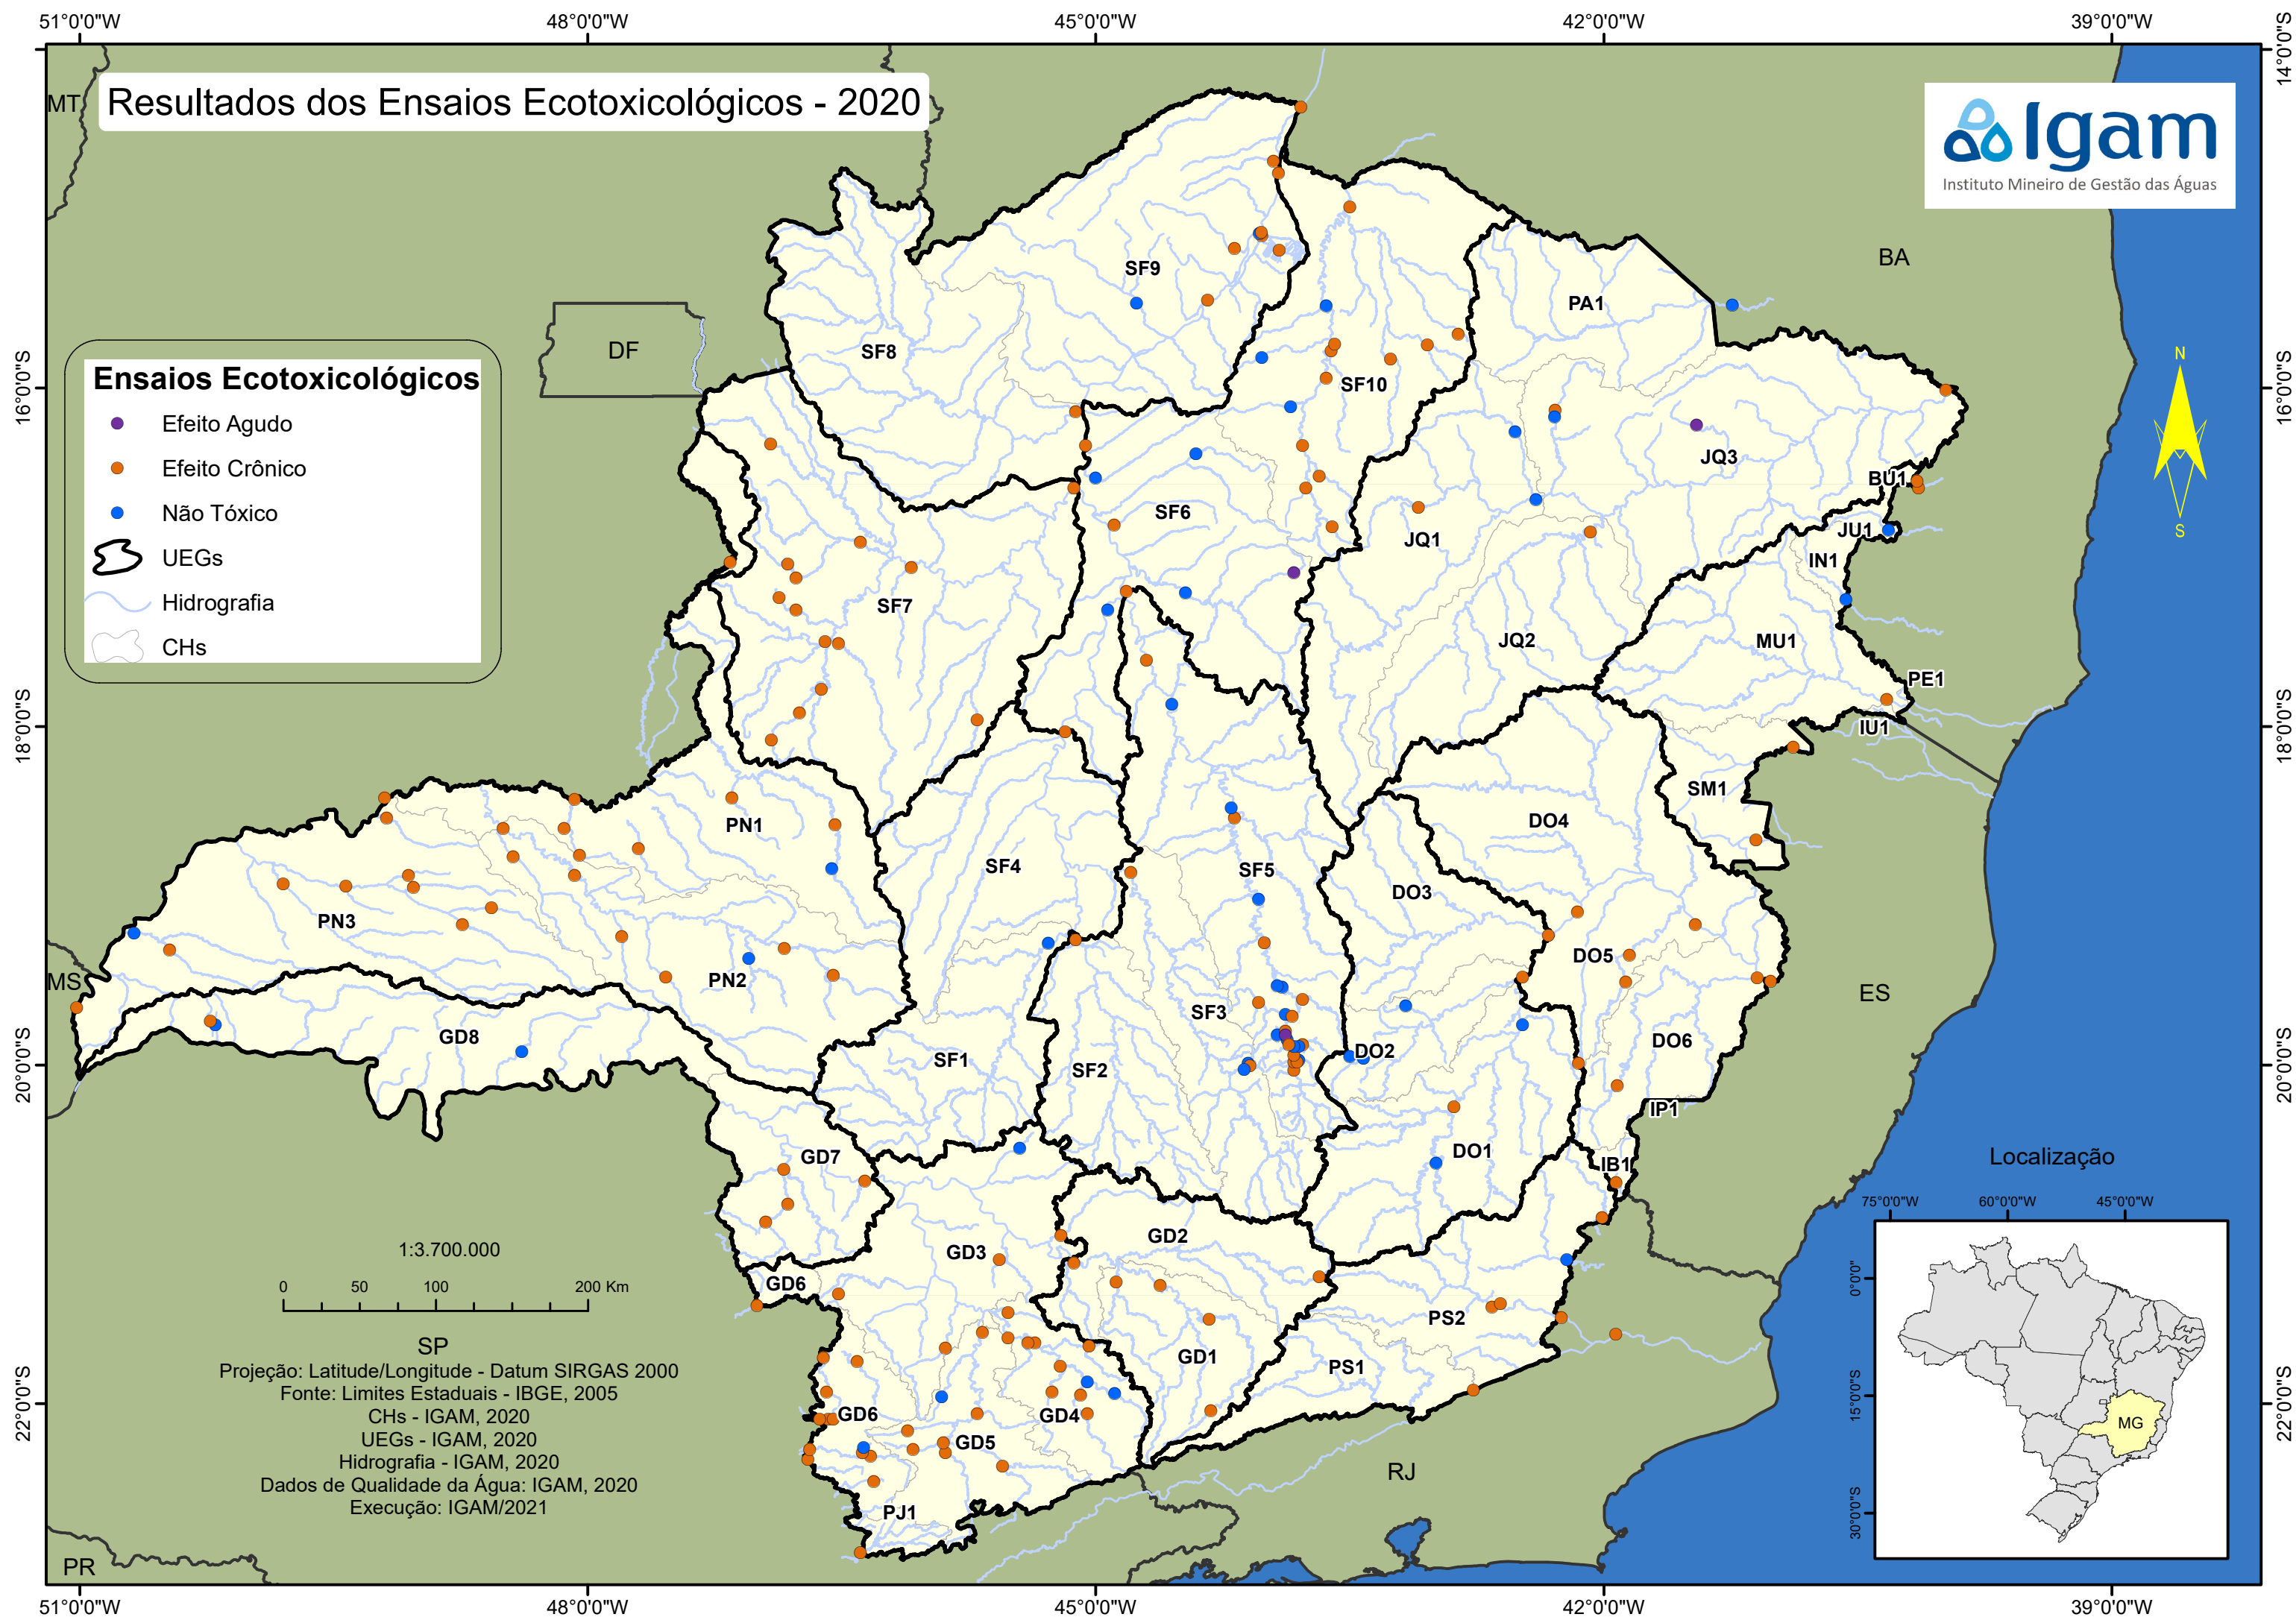 51°0'0"W 48°0'0"W 45°0'0"W 42°0'0"W 39°0'0"W
14°0'0"S
MT
Resultados dos Ensaios Ecotoxicológicos - 2020
Igam
Instituto Mineiro de Gestão das Águas
BA
SF9
PA1
DF
SF8
SF10
16°0'0"S
16°0'0"S
N
S
Ensaios Ecotoxicológicos
Efeito Agudo
Efeito Crônico
Não Tóxico
UEGs
Hidrografia
CHs
JQ3
BU1
SF6
JQ1
JU1
IN1
SF7
JQ2
MU1
PE1
IU1
18°0'0"S
18°0'0"S
SM1
PN1
DO4
SF4
SF5
DO3
PN3
DO5
PN2
MS
ES
SF3
GD8
DO6
DO2
SF1
SF2
20°0'0"S
20°0'0"S
IP1
DO1
GD7
IB1
Localização
75°0'0"W 60°0'0"W 45°0'0"W
0°0'0"
15°0'0"S
30°0'0"S
MG
GD2
GD3
1:3.700.000
0 50 100 200 Km
GD6
PS2
SP
GD1
PS1
Projeção: Latitude/Longitude - Datum SIRGAS 2000
Fonte: Limites Estaduais - IBGE, 2005
CHs - IGAM, 2020
UEGs - IGAM, 2020
Hidrografia - IGAM, 2020
Dados de Qualidade da Água: IGAM, 2020
Execução: IGAM/2021
22°0'0"S
22°0'0"S
GD6
GD4
GD5
RJ
PJ1
PR
51°0'0"W 48°0'0"W 45°0'0"W 42°0'0"W 39°0'0"W